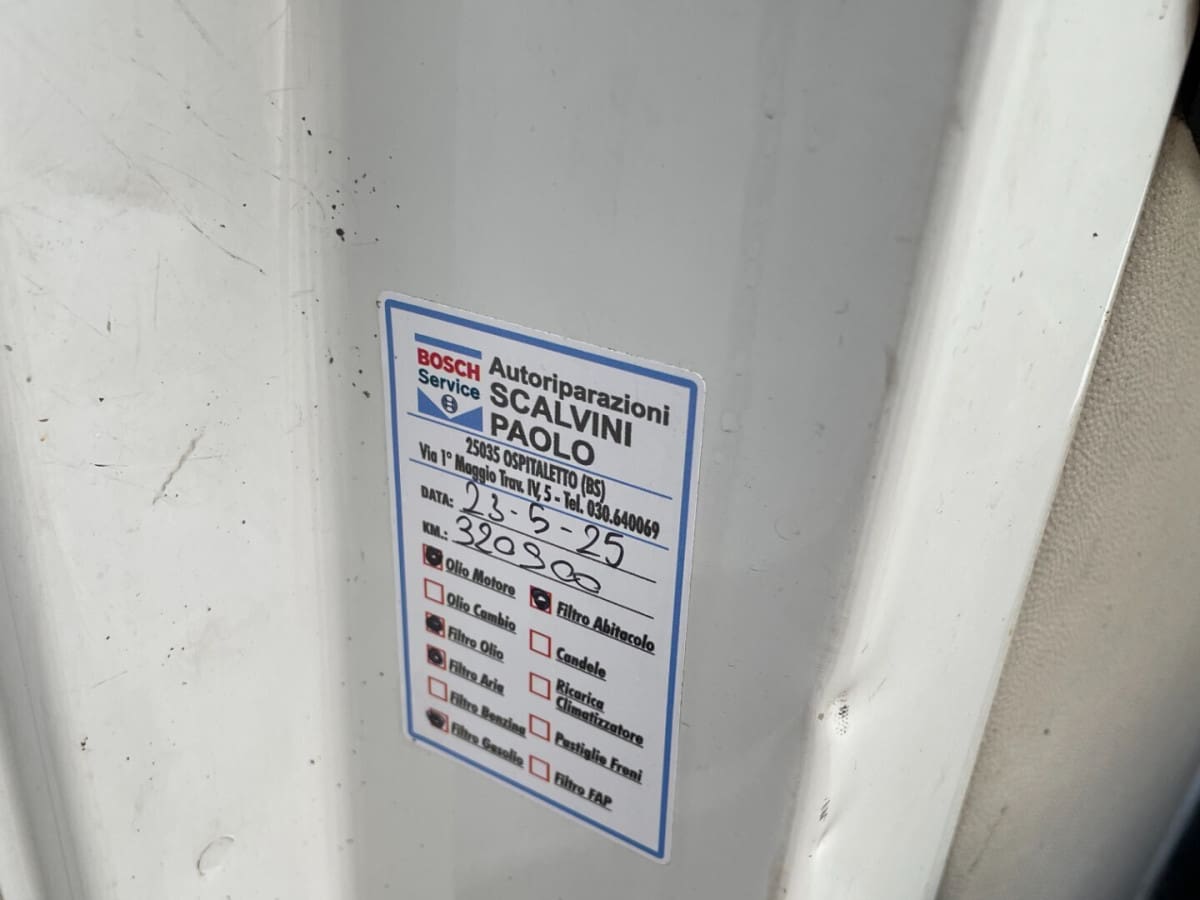 BOSCH
Service
Autoriparazioni
SCALVINI
PAOLO
25035 OSPITALETTO (BS)
Via 1° Maggio Trav. IV, 5 - Tel. 030.640069
DATA: 23-5-25
KM.: 320900
Olio Motore
Olio Cambio
Filtro Olio
Filtro Aria
Filtro Benzina
Filtro Gasolio
Filtro Abitacolo
Candele
Ricarica
Climatizzatore
Pastiglie Freni
Filtro FAP